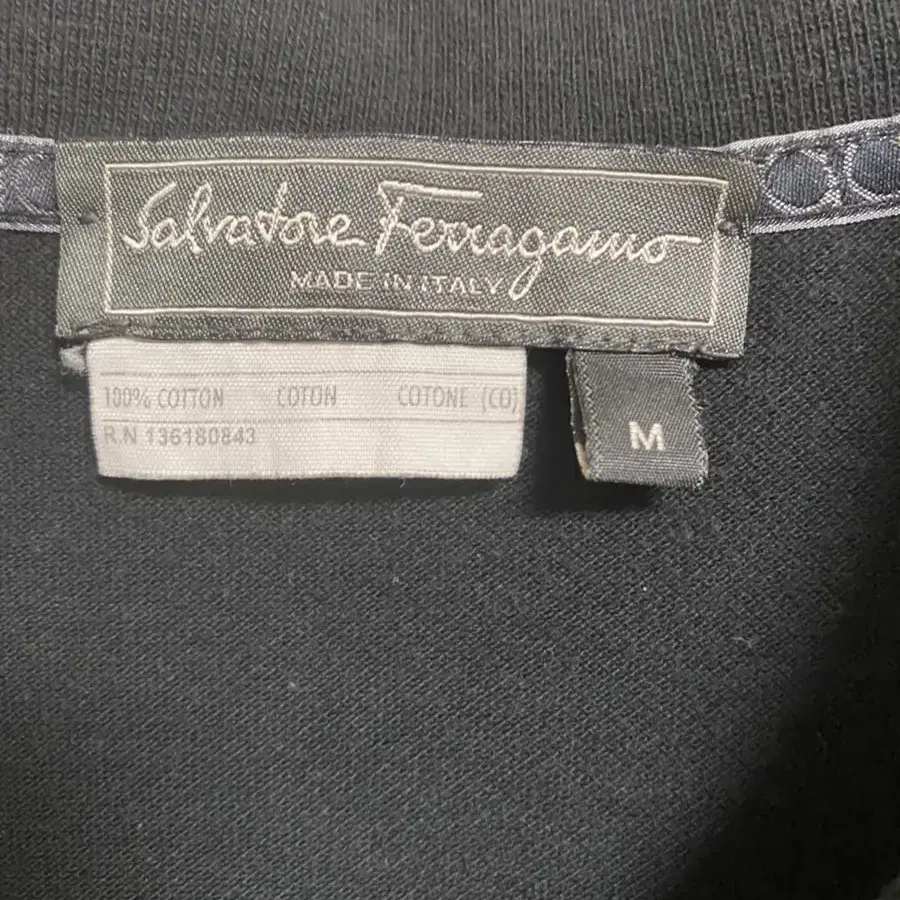 Salvatore Ferragamo
MADE IN ITALY
100% COTTON COTON COTONE (CO)
R.N 136180843
M